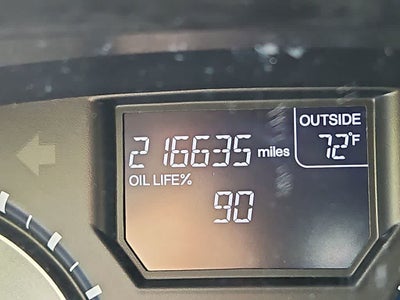 OUTSIDE
216635 miles 72°F
OIL LIFE%
90